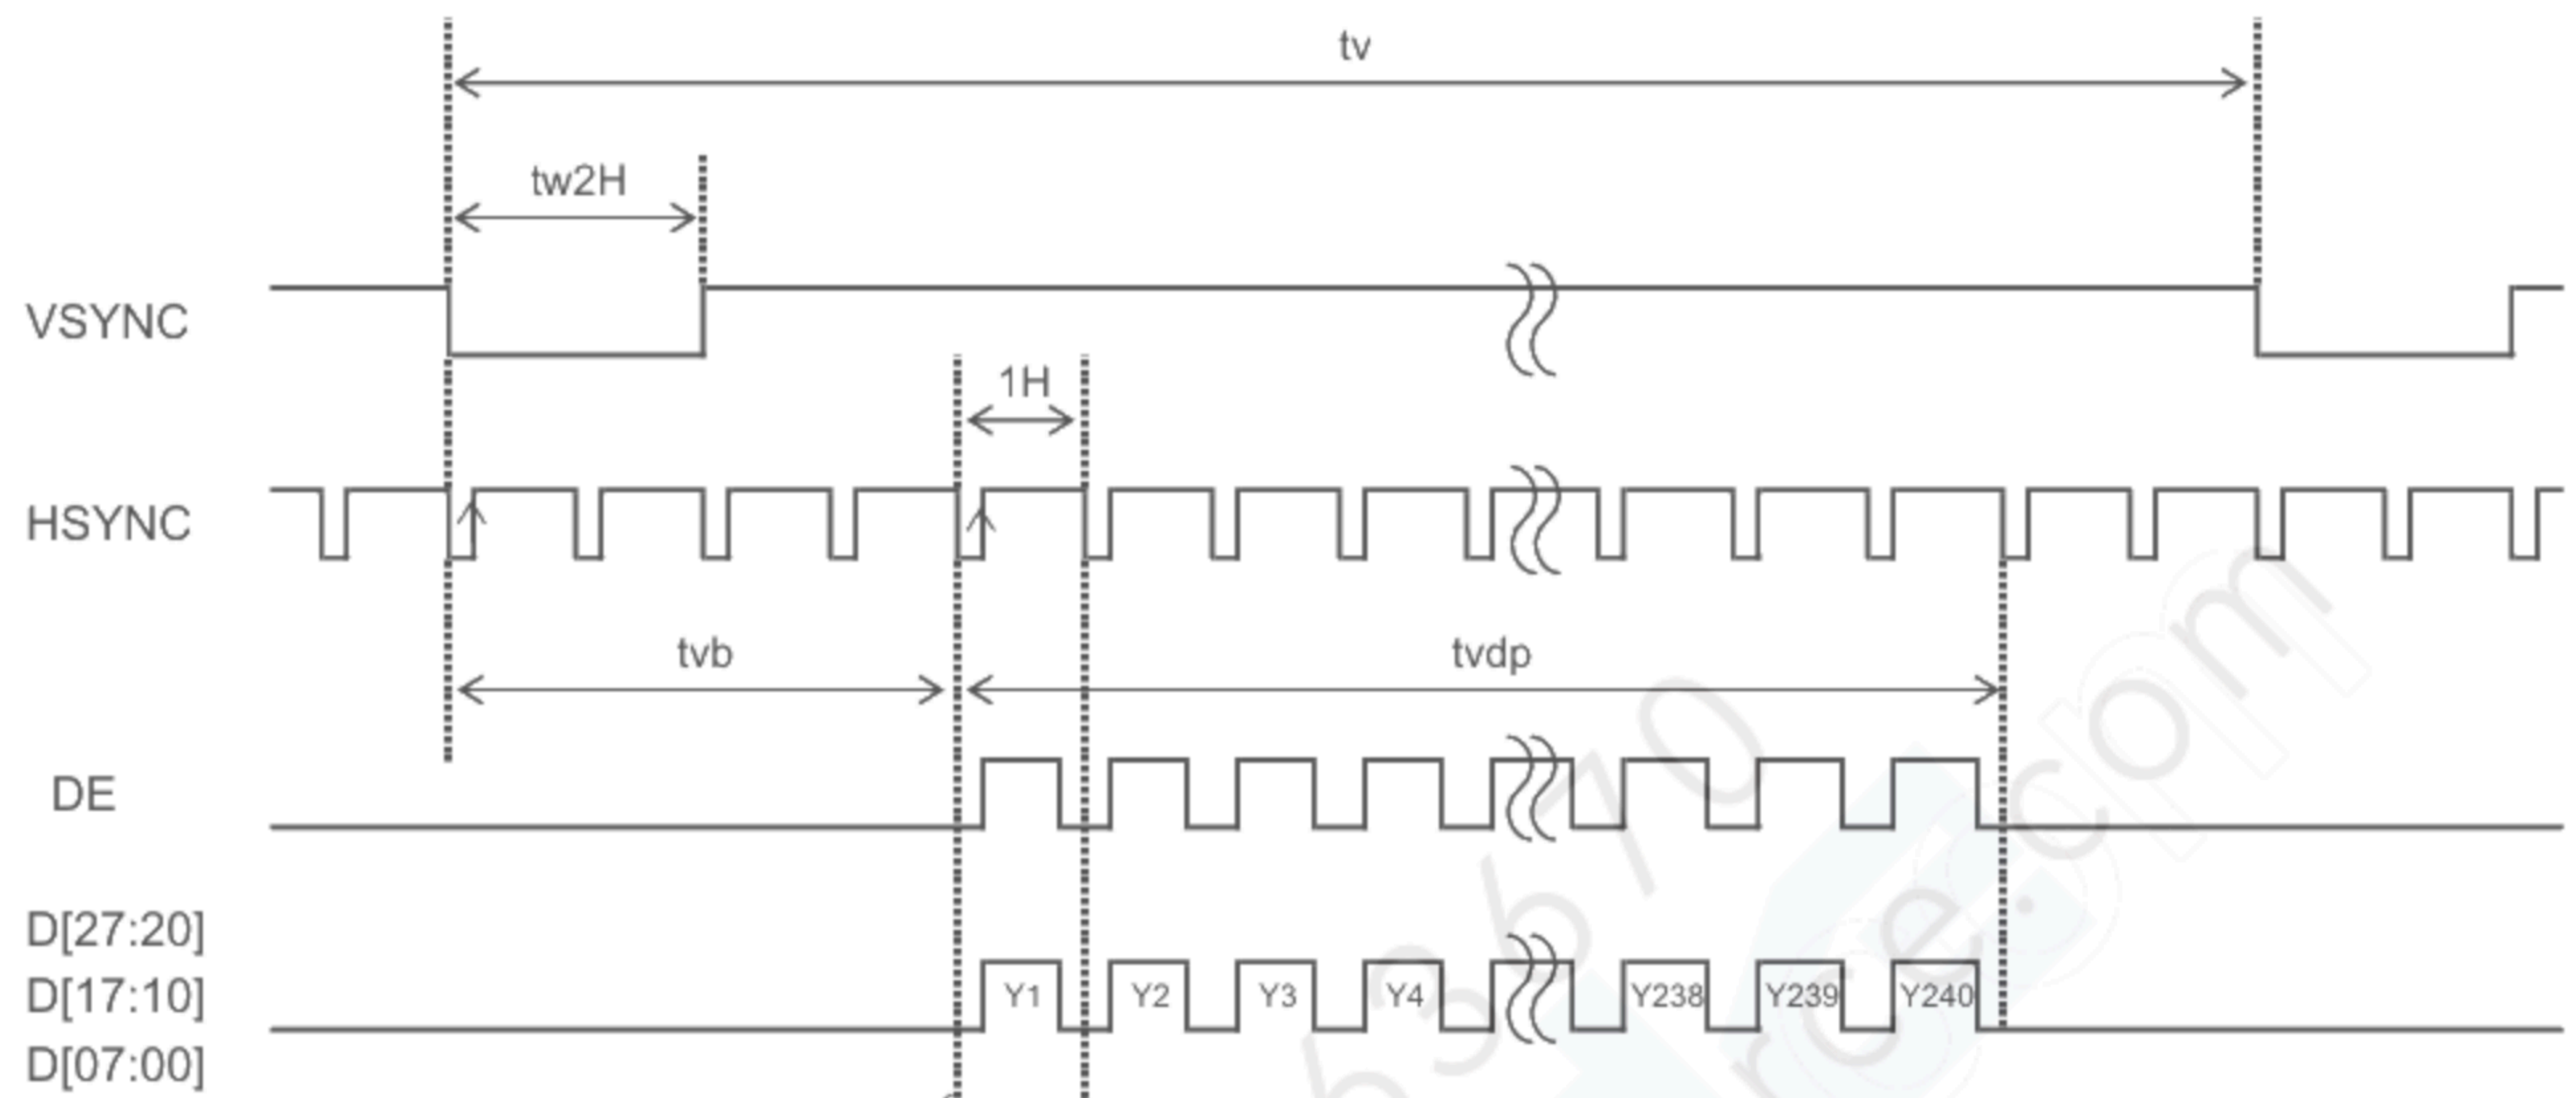 tv
tw2H
VSYNC
1H
HSYNC
tvb tvdp
DE
D[27:20]
D[17:10] Y1 Y2 Y3 Y4 Y238 Y239 Y240
D[07:00]